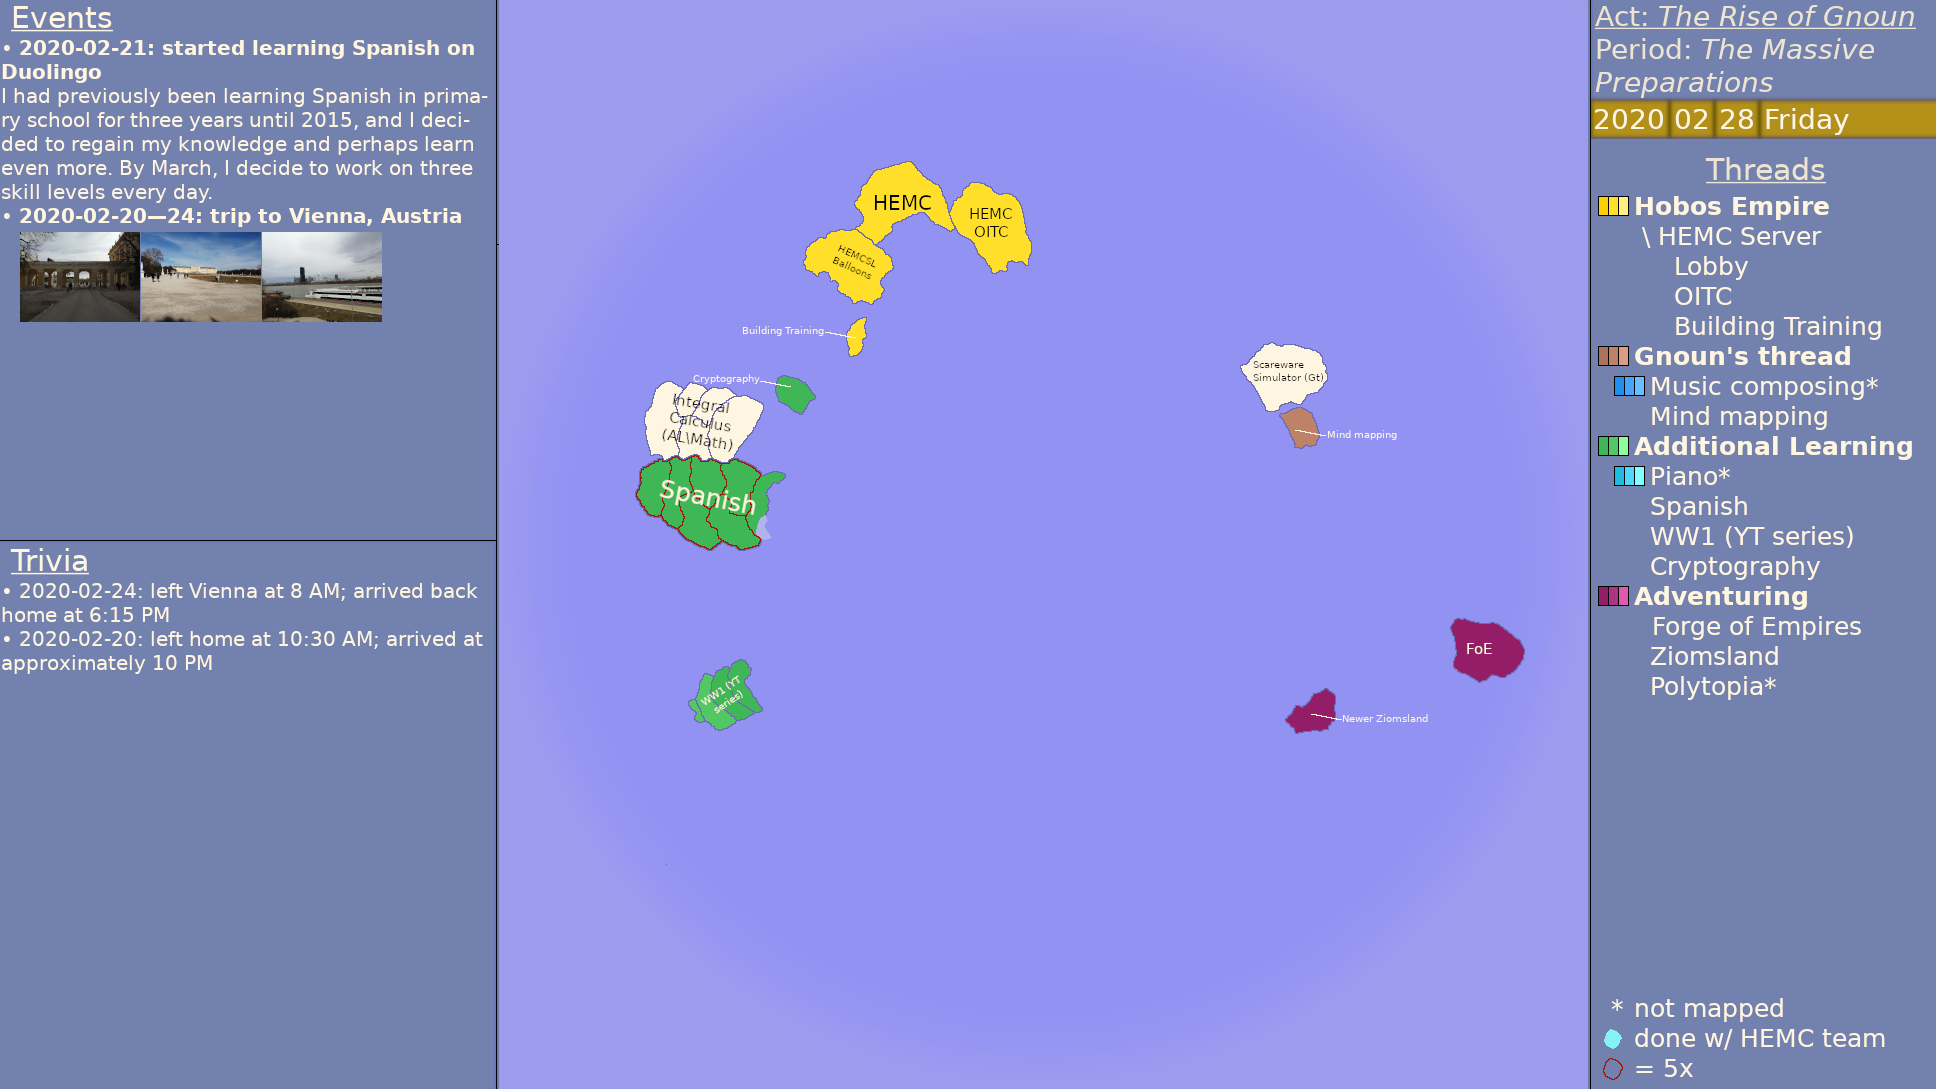 Events
• 2020-02-21: started learning Spanish on
Duolingo
I had previously been learning Spanish in prima-
ry school for three years until 2015, and I deci-
ded to regain my knowledge and perhaps learn
even more. By March, I decide to work on three
skill levels every day.
• 2020-02-20—24: trip to Vienna, Austria
Trivia
• 2020-02-24: left Vienna at 8 AM; arrived back
home at 6:15 PM
• 2020-02-20: left home at 10:30 AM; arrived at
approximately 10 PM
HEMC
HEMC
OITC
HEMCSL
Balloons
Building Training
Cryptography
Integral
Calculus
(AL\Math)
Spanish
WW1 (YT
series)
Scareware
Simulator (Gt)
Mind mapping
FoE
Newer Ziomsland
Act: The Rise of Gnoun
Period: The Massive
Preparations
2020 02 28 Friday
Threads
Hobos Empire
\ HEMC Server
Lobby
OITC
Building Training
Gnoun's thread
Music composing*
Mind mapping
Additional Learning
Piano*
Spanish
WW1 (YT series)
Cryptography
Adventuring
Forge of Empires
Ziomsland
Polytopia*
* not mapped
done w/ HEMC team
= 5x